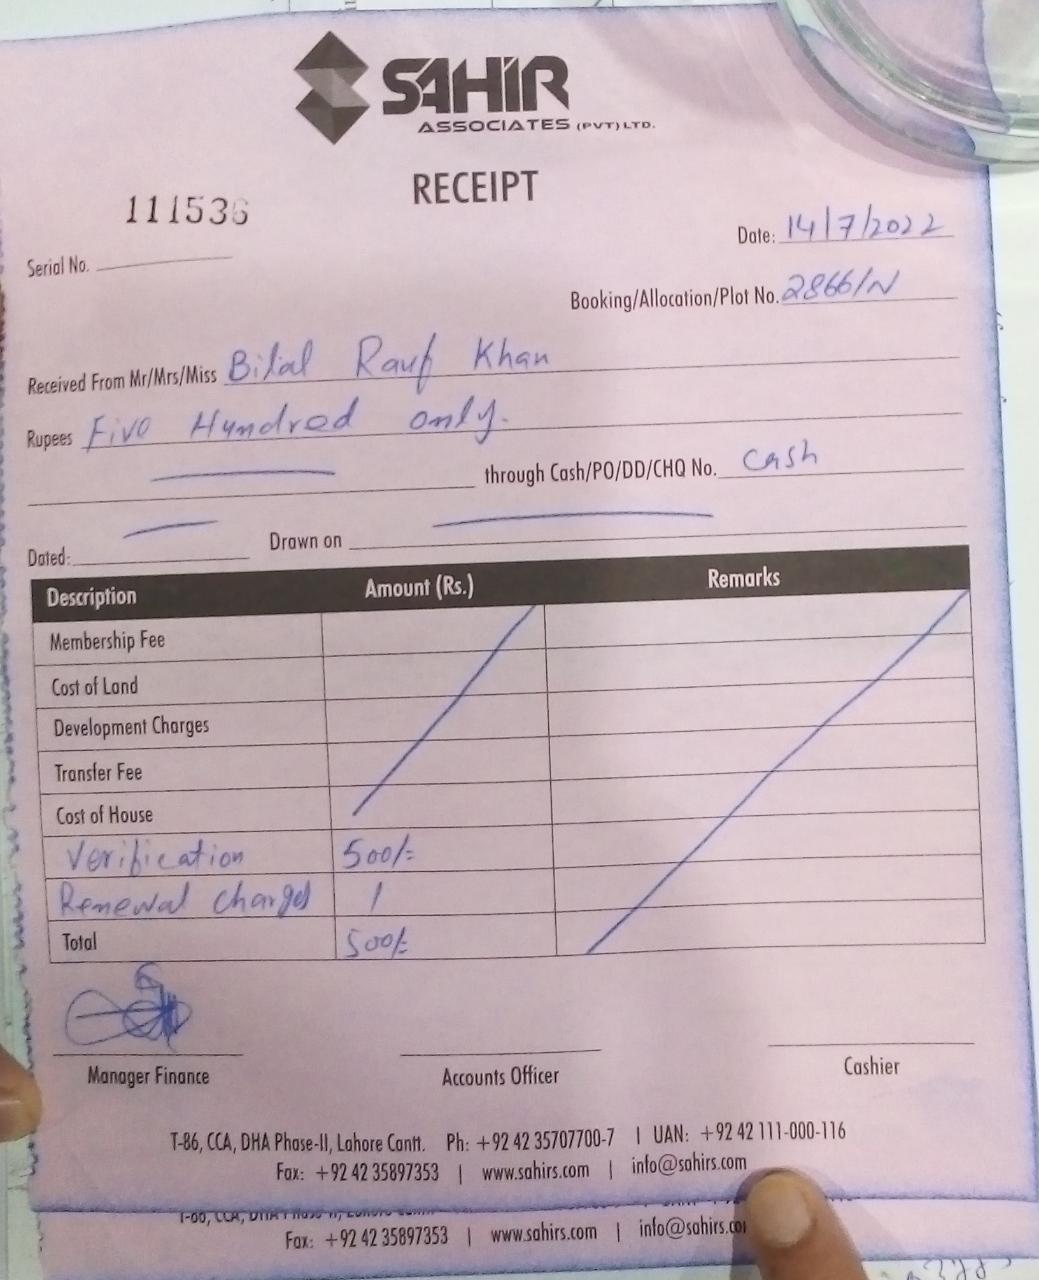 SAHIR
ASSOCIATES (PVT) LTD.
RECEIPT
111536
Serial No.
Date: 14/7/2022
Booking/Allocation/Plot No. 2866/N
Received From Mr/Mrs/Miss Bilal Rauf Khan
Rupees Five Hundred only.
through Cash/PO/DD/CHQ No. Cash
Dated: Drawn on
Description Amount (Rs.) Remarks
Membership Fee
Cost of Land
Development Charges
Transfer Fee
Cost of House
Verification 500/=
Renewal Charges /
Total 500/=
Manager Finance Accounts Officer Cashier
T-86, CCA, DHA Phase-II, Lahore Cantt. Ph: +92 42 35707700-7 | UAN: +92 42 111-000-116
Fax: +92 42 35897353 | www.sahirs.com | info@sahirs.com
Fax: +92 42 35897353 | www.sahirs.com | info@sahirs.co